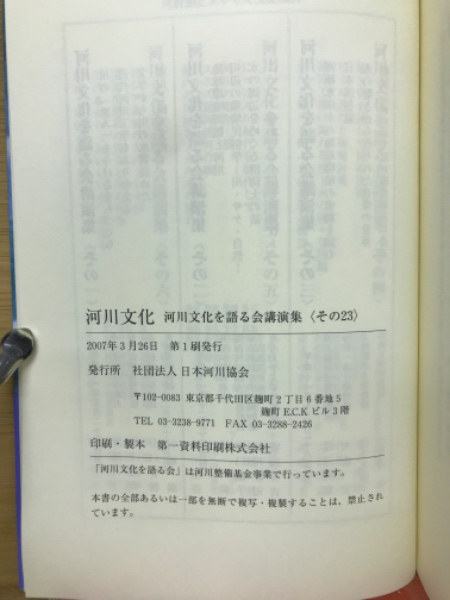 河川文化 河川文化を語る会講演集〈その23〉
2007年3月26日 第1刷発行
発行所 社団法人 日本河川協会
〒102-0083 東京都千代田区麹町2丁目6番地5
麹町E.C.Kビル3階
TEL 03-3238-9771 FAX 03-3288-2426
印刷・製本 第一資料印刷株式会社
「河川文化を語る会」は河川整備基金事業で行っています。
本書の全部あるいは一部を無断で複写・複製することは、禁止され
ています。